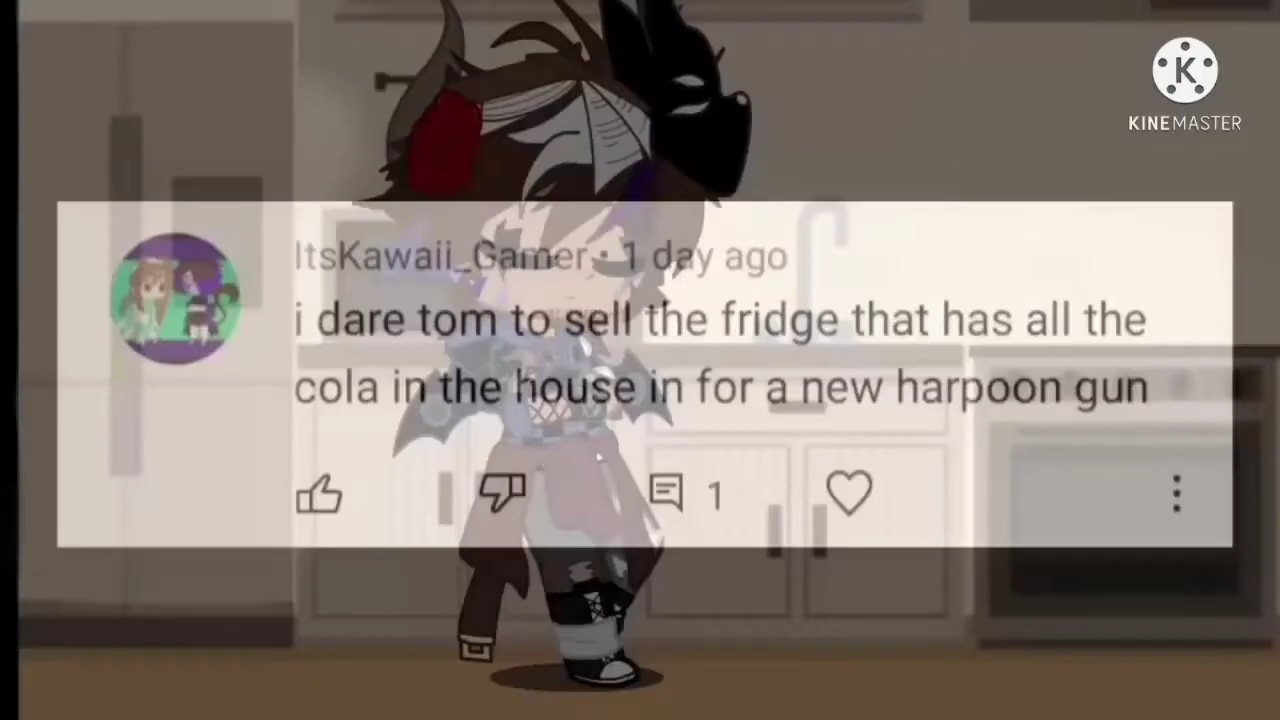 K
KINEMASTER
ItsKawaii_Gamer · 1 day ago
i dare tom to sell the fridge that has all the
cola in the house in for a new harpoon gun
1